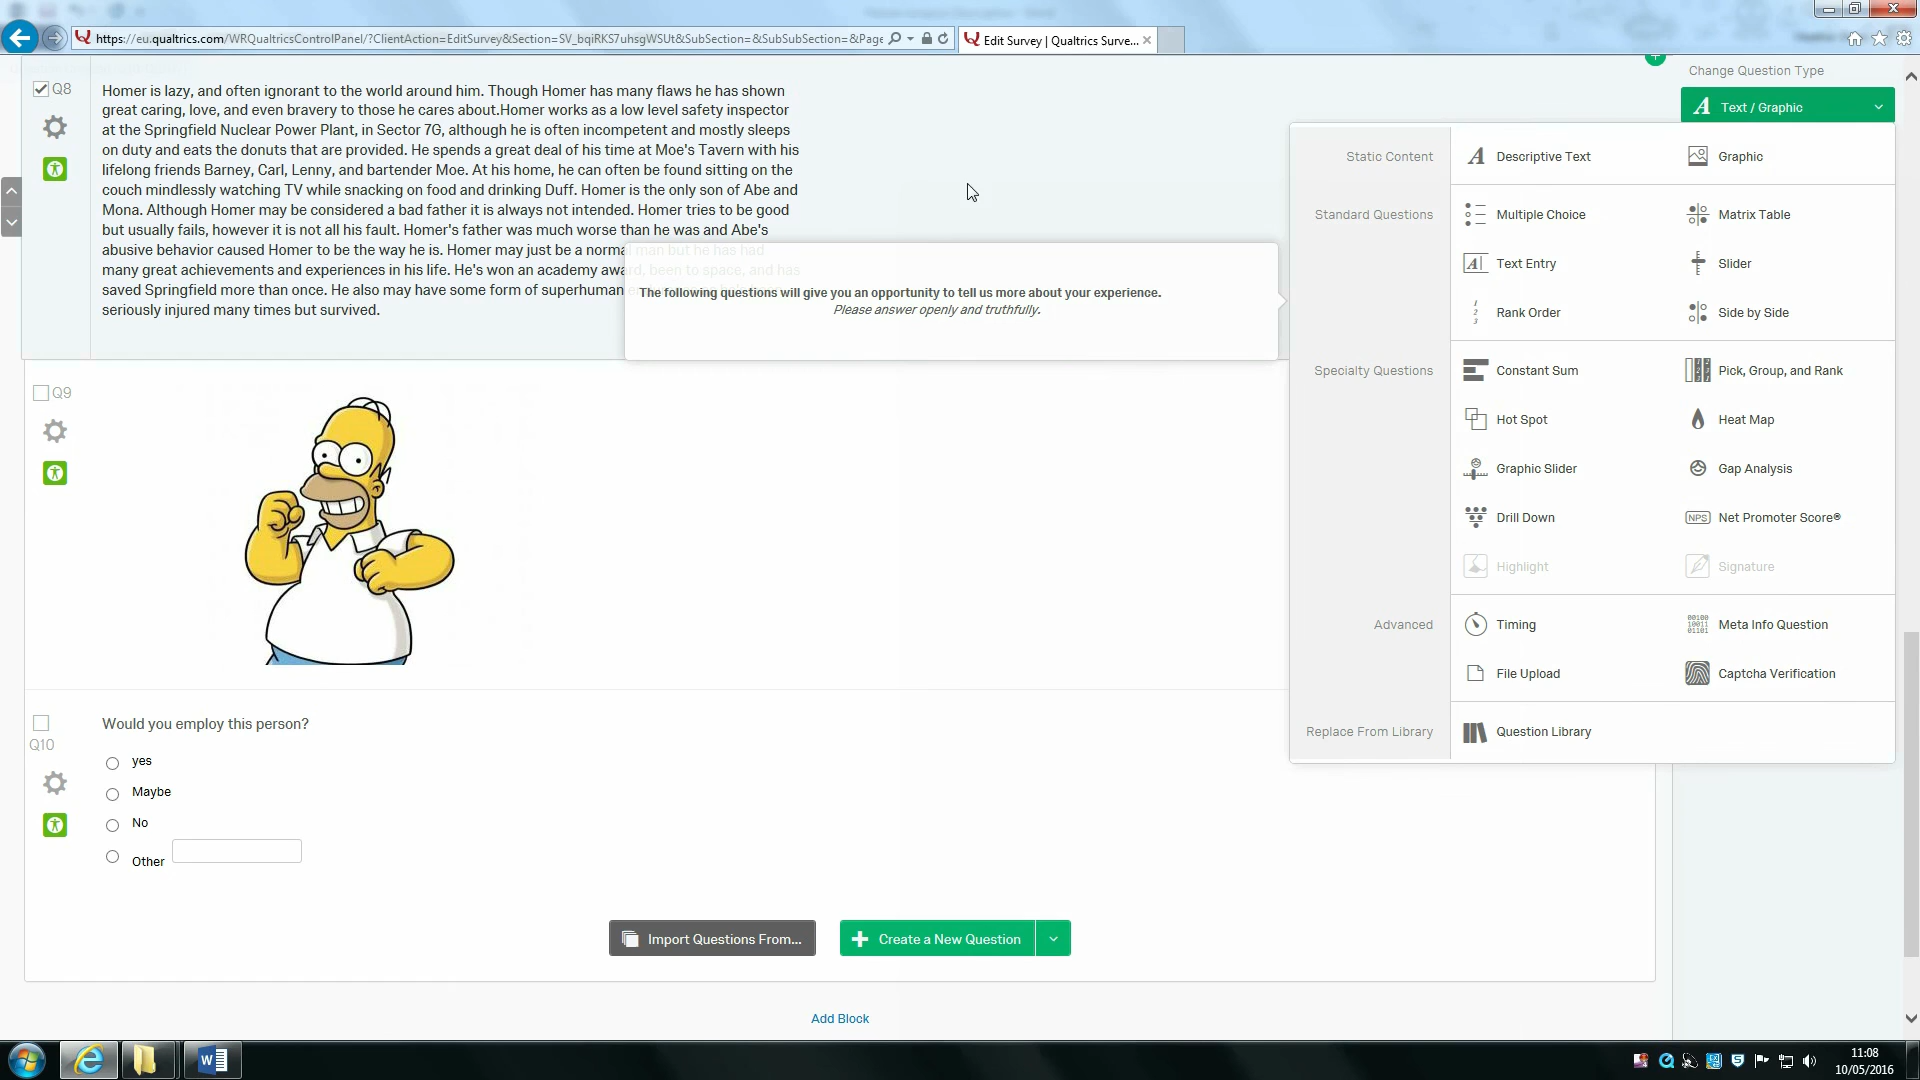 https://eu.qualtrics.com/WRQualtricsControlPanel/?ClientAction=EditSurvey&Section=SV_bqiRKS7uhsgWSUt&SubSection=&SubSubSection=&Page
Edit Survey | Qualtrics Surve...
Q8
Homer is lazy, and often ignorant to the world around him. Though Homer has many flaws he has shown
great caring, love, and even bravery to those he cares about.Homer works as a low level safety inspector
at the Springfield Nuclear Power Plant, in Sector 7G, although he is often incompetent and mostly sleeps
on duty and eats the donuts that are provided. He spends a great deal of his time at Moe's Tavern with his
lifelong friends Barney, Carl, Lenny, and bartender Moe. At his home, he can often be found sitting on the
couch mindlessly watching TV while snacking on food and drinking Duff. Homer is the only son of Abe and
Mona. Although Homer may be considered a bad father it is always not intended. Homer tries to be good
but usually fails, however it is not all his fault. Homer's father was much worse than he was and Abe's
abusive behavior caused Homer to be the way he is. Homer may just be a normal man but he has had
many great achievements and experiences in his life. He's won an academy award, been to space, and has
saved Springfield more than once. He also may have some form of superhuman
seriously injured many times but survived.
The following questions will give you an opportunity to tell us more about your experience.
Please answer openly and truthfully.
Q9
Q10
Would you employ this person?
yes
Maybe
No
Other
Import Questions From...
Create a New Question
Add Block
Change Question Type
A Text / Graphic
Static Content
Descriptive Text
Graphic
Standard Questions
Multiple Choice
Matrix Table
Text Entry
Slider
Rank Order
Side by Side
Specialty Questions
Constant Sum
Pick, Group, and Rank
Hot Spot
Heat Map
Graphic Slider
Gap Analysis
Drill Down
NPS Net Promoter Score®
Highlight
Signature
Advanced
Timing
Meta Info Question
File Upload
Captcha Verification
Replace From Library
Question Library
11:08
10/05/2016